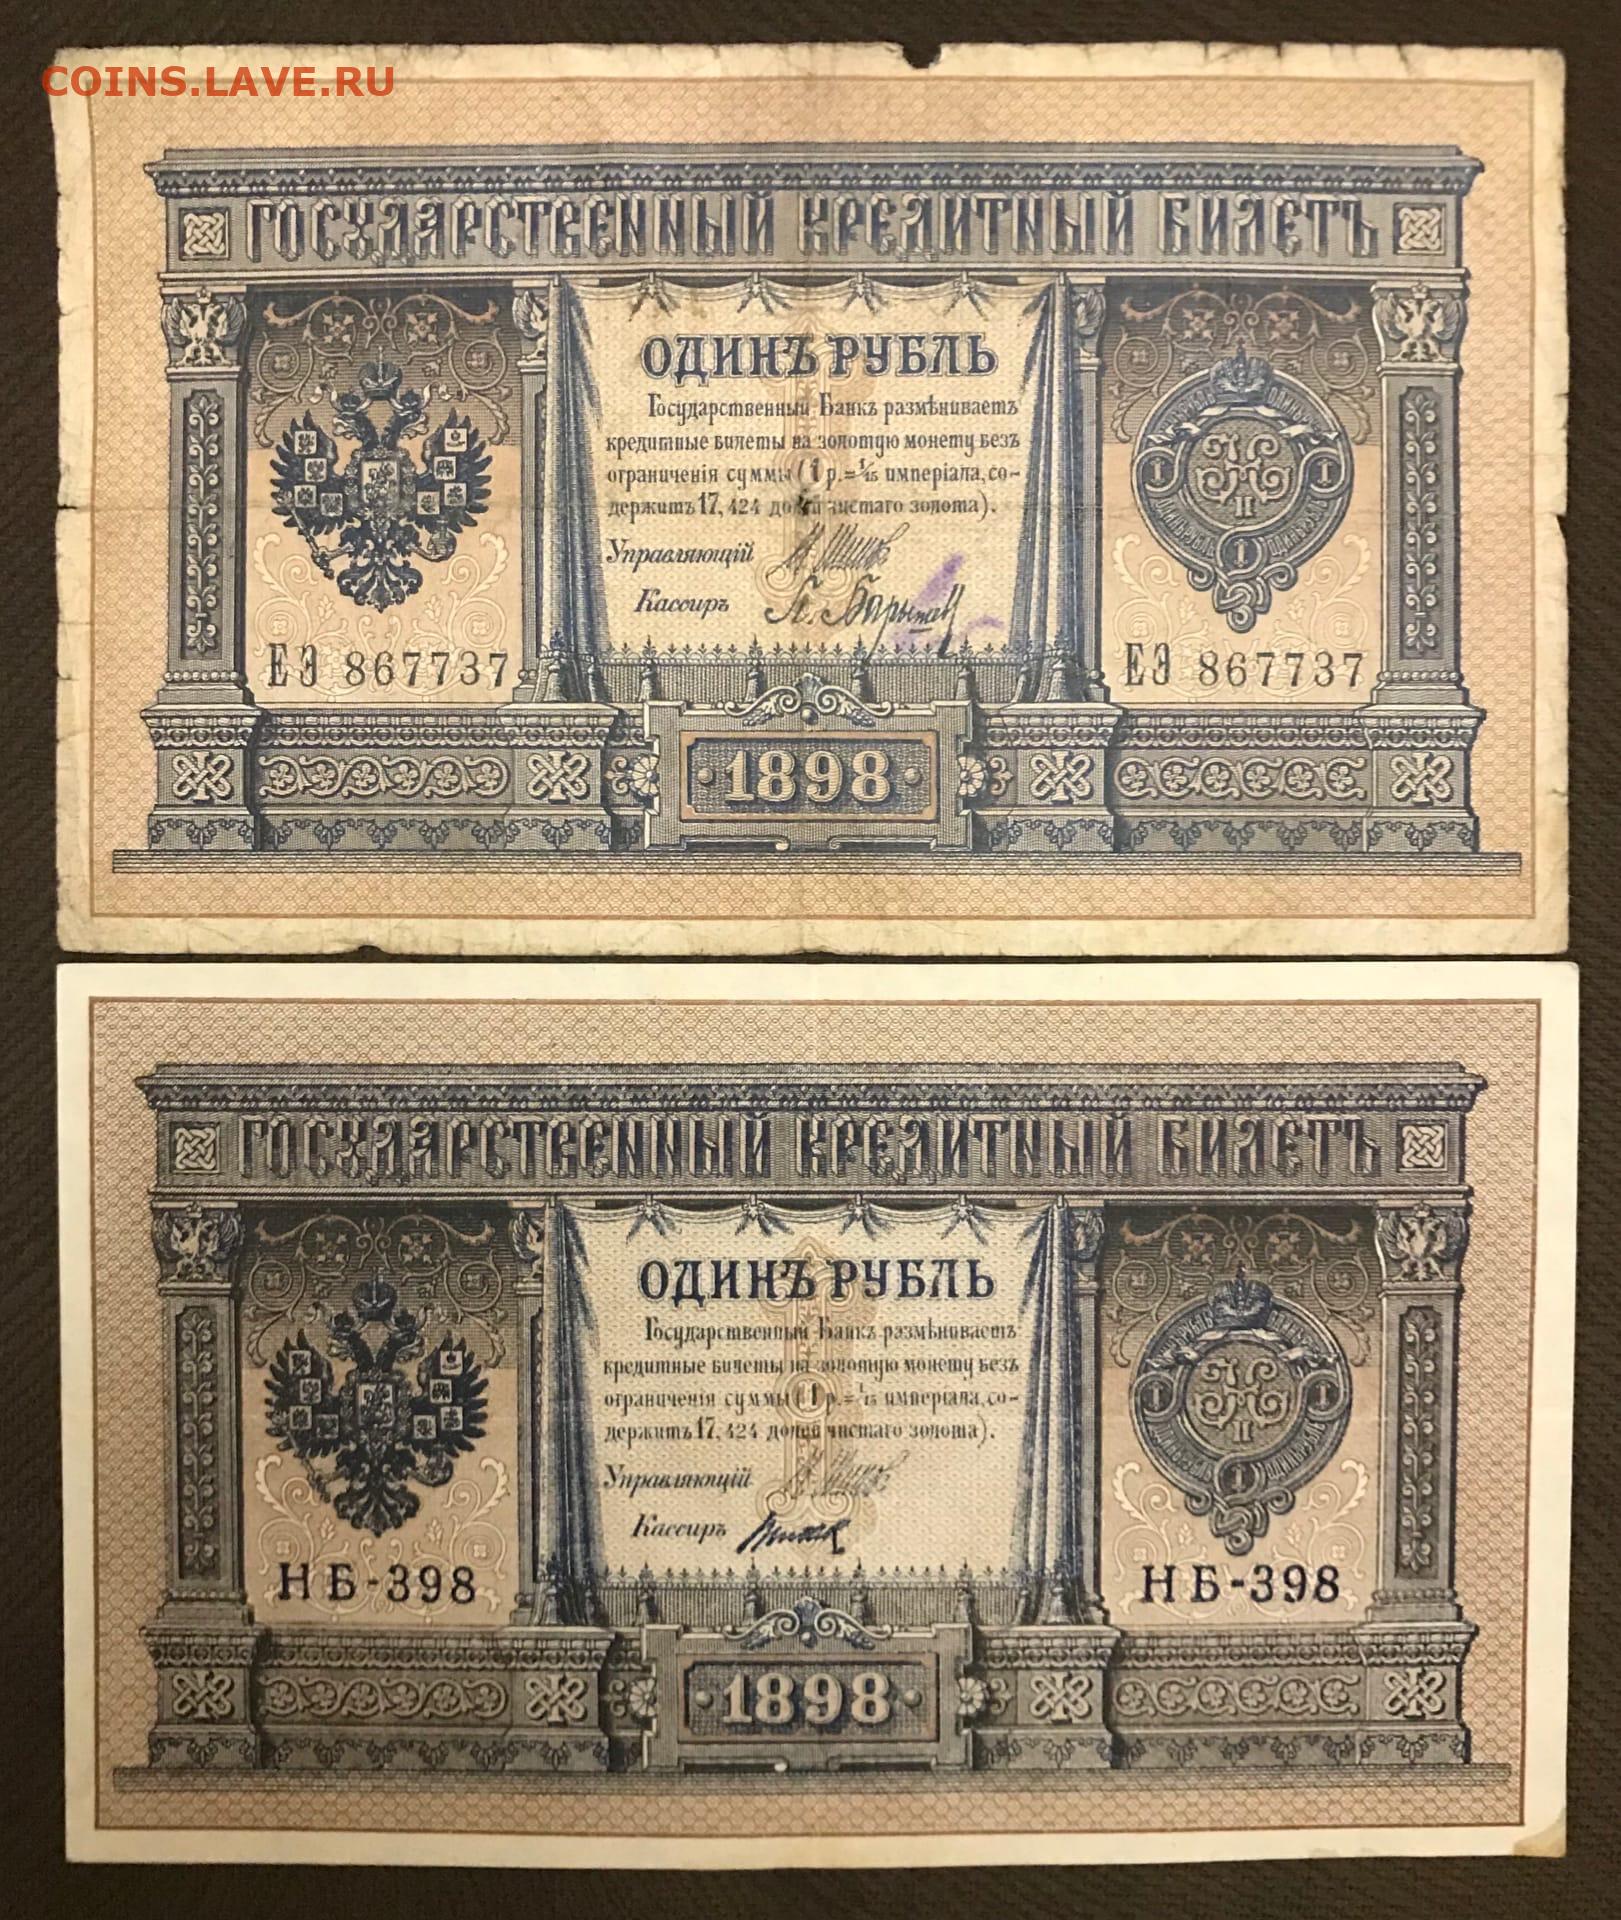 COINS.LAVE.RU
ГОСУДАРСТВЕННЫЙ КРЕДИТНЫЙ БИЛЕТЪ
ОДИНЪ РУБЛЬ
Государственный Банкъ размѣниваетъ
кредитные билеты на золотую монету безъ
ограниченія суммы (1 р.=1/15 имперіала, со-
держитъ 17,424 долей чистаго золота).
Управляющій
Кассиръ
ЕЭ 867737 ЕЭ 867737
·1898·
ГОСУДАРСТВЕННЫЙ КРЕДИТНЫЙ БИЛЕТЪ
ОДИНЪ РУБЛЬ
Государственный Банкъ размѣниваетъ
кредитные билеты на золотую монету безъ
ограниченія суммы (1 р.=1/15 имперіала, со-
держитъ 17,424 долей чистаго золота).
Управляющій
Кассиръ
НБ-398 НБ-398
·1898·